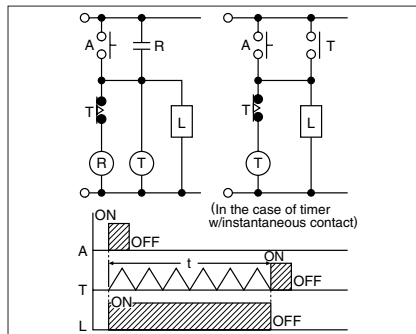 A R A T
T L T L
R T T
(In the case of timer
w/instantaneous contact)
ON
OFF
A
t
ON
OFF
T
ON
OFF
L